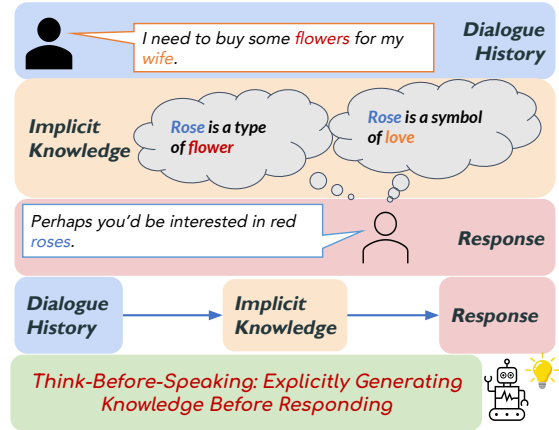 I need to buy some flowers for my
wife.
Dialogue
History
Implicit
Knowledge
Rose is a type
of flower
Rose is a symbol
of love
Perhaps you'd be interested in red
roses.
Response
Dialogue
History
Implicit
Knowledge
Response
Think-Before-Speaking: Explicitly Generating
Knowledge Before Responding